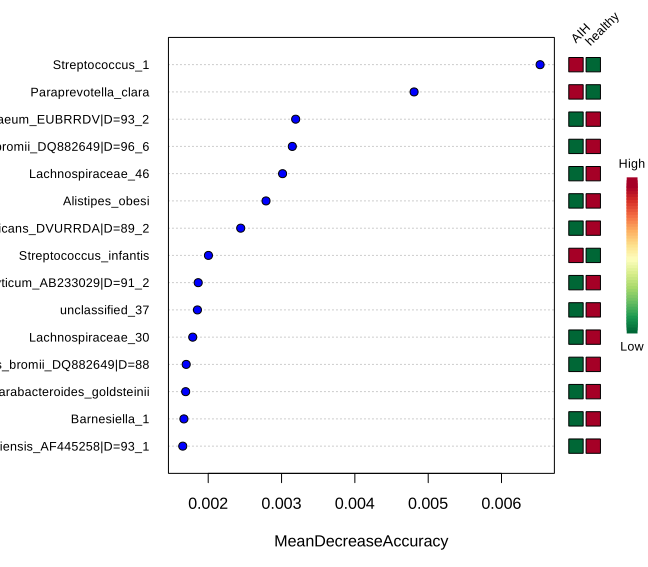 AIH healthy
Streptococcus_1
Paraprevotella_clara
aeum_EUBRRDV|D=93_2
bromii_DQ882649|D=96_6
Lachnospiraceae_46
High
Alistipes_obesi
icans_DVURRDA|D=89_2
Streptococcus_infantis
ticum_AB233029|D=91_2
unclassified_37
Lachnospiraceae_30
Low
s_bromii_DQ882649|D=88
arabacteroides_goldsteinii
Barnesiella_1
iensis_AF445258|D=93_1
0.002 0.003 0.004 0.005 0.006
MeanDecreaseAccuracy